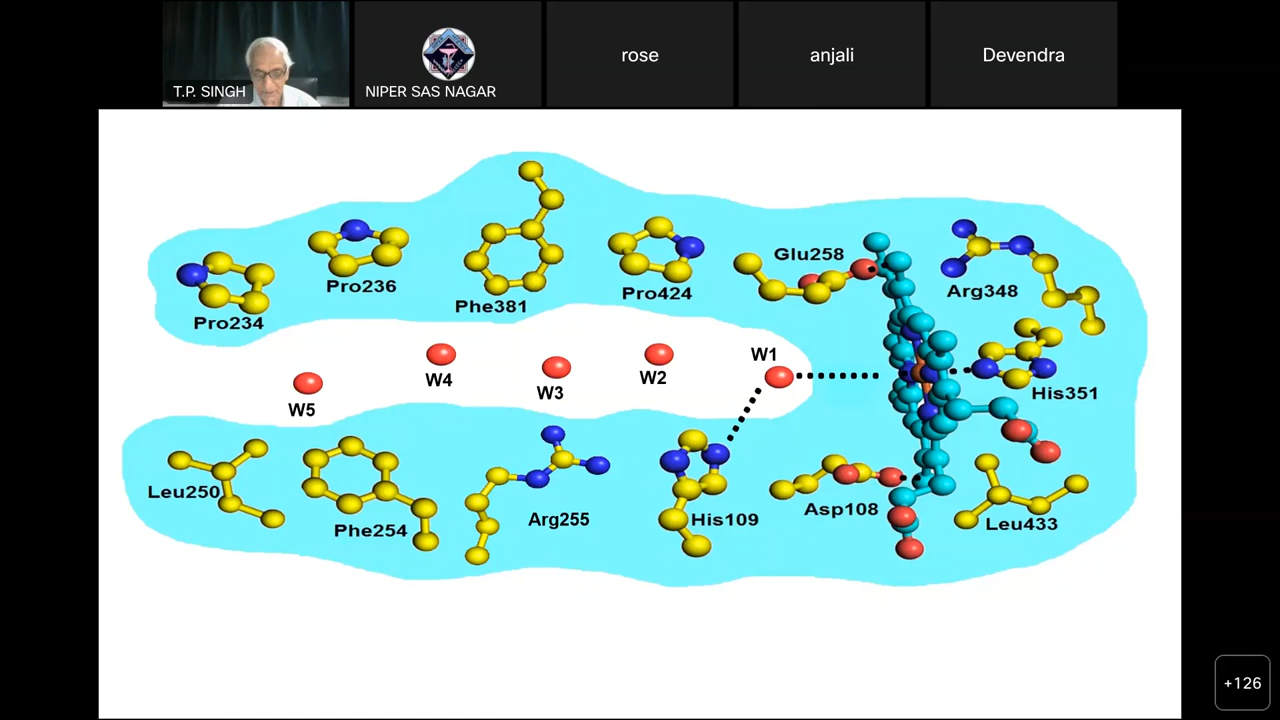 T.P. SINGH
NIPER SAS NAGAR
rose
anjali
Devendra
Glu258
Pro236
Arg348
Pro424
Phe381
Pro234
W1
W4
W2
W3
His351
W5
Leu250
Arg255
His109
Asp108
Leu433
Phe254
+126